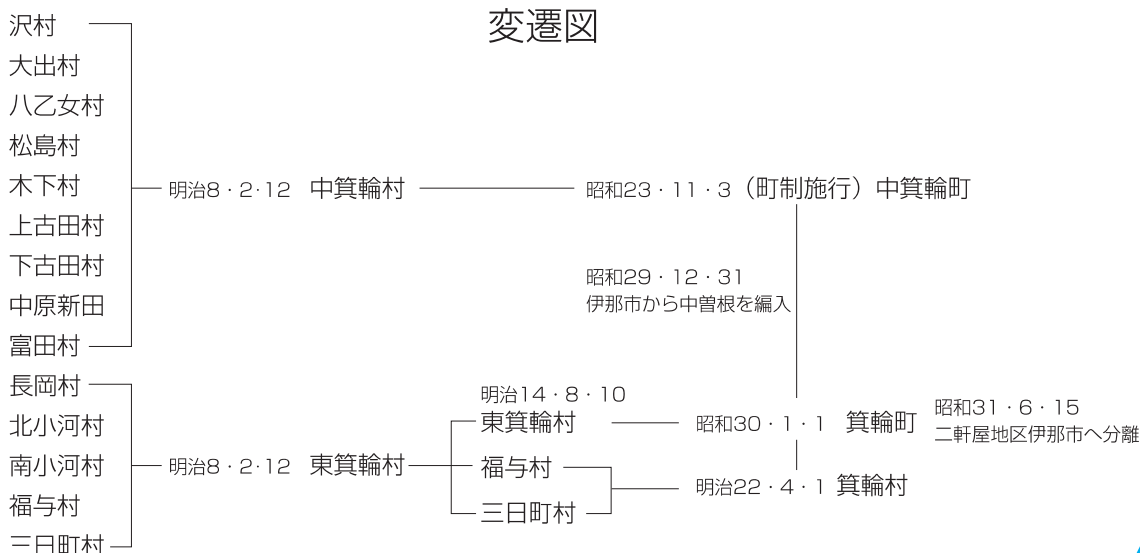 変遷図
沢村
大出村
八乙女村
松島村
木下村
上古田村
下古田村
中原新田
富田村
明治8・2・12 中箕輪村
昭和23・11・3（町制施行）中箕輪町
昭和29・12・31
伊那市から中曽根を編入
長岡村
北小河村
南小河村
福与村
三日町村
明治8・2・12 東箕輪村
明治14・8・10
東箕輪村
福与村
三日町村
昭和30・1・1 箕輪町
昭和31・6・15
二軒屋地区伊那市へ分離
明治22・4・1 箕輪村